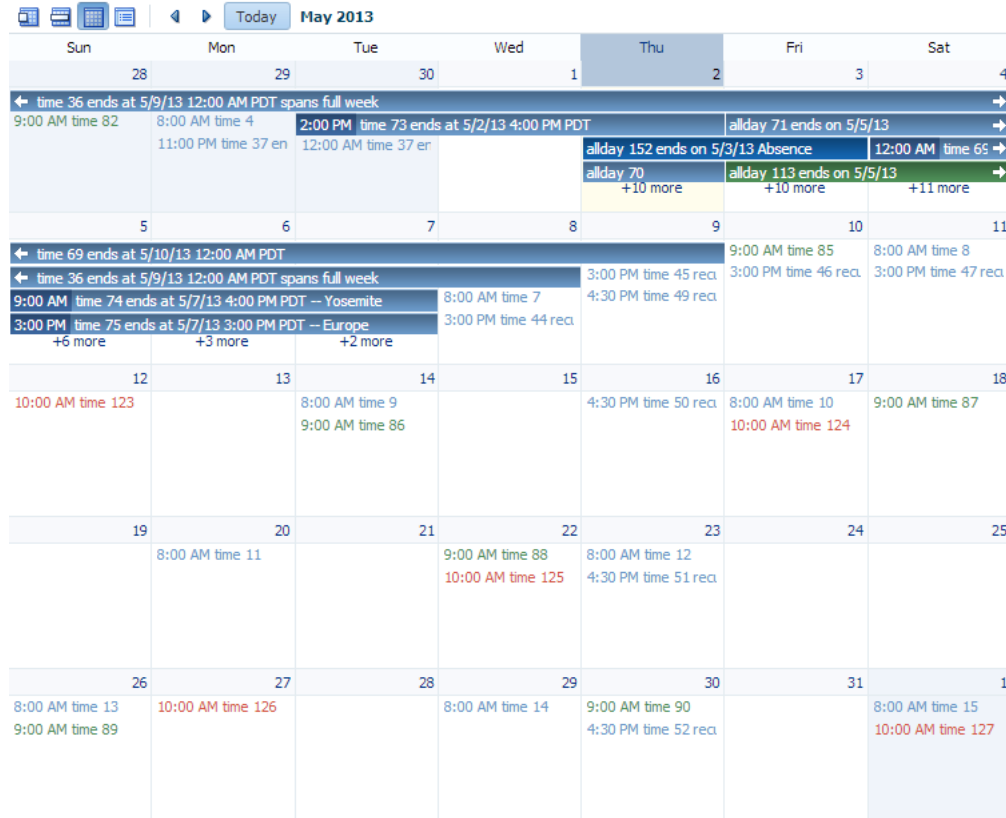 Today May 2013
Sun Mon Tue Wed Thu Fri Sat
28 29 30 1 2 3 4
time 36 ends at 5/9/13 12:00 AM PDT spans full week
9:00 AM time 82 8:00 AM time 4 2:00 PM time 73 ends at 5/2/13 4:00 PM PDT allday 71 ends on 5/5/13
11:00 PM time 37 en 12:00 AM time 37 er allday 152 ends on 5/3/13 Absence 12:00 AM time 69
allday 70 allday 113 ends on 5/5/13
+10 more +10 more +11 more
5 6 7 8 9 10 11
time 69 ends at 5/10/13 12:00 AM PDT 9:00 AM time 85 8:00 AM time 8
time 36 ends at 5/9/13 12:00 AM PDT spans full week 3:00 PM time 45 recu 3:00 PM time 46 recu 3:00 PM time 47 recu
9:00 AM time 74 ends at 5/7/13 4:00 PM PDT -- Yosemite 8:00 AM time 7 4:30 PM time 49 recu
3:00 PM time 75 ends at 5/7/13 3:00 PM PDT -- Europe 3:00 PM time 44 recu
+6 more +3 more +2 more
12 13 14 15 16 17 18
10:00 AM time 123 8:00 AM time 9 4:30 PM time 50 recu 8:00 AM time 10 9:00 AM time 87
9:00 AM time 86 10:00 AM time 124
19 20 21 22 23 24 25
8:00 AM time 11 9:00 AM time 88 8:00 AM time 12
10:00 AM time 125 4:30 PM time 51 recu
26 27 28 29 30 31 1
8:00 AM time 13 10:00 AM time 126 8:00 AM time 14 9:00 AM time 90 8:00 AM time 15
9:00 AM time 89 4:30 PM time 52 recu 10:00 AM time 127